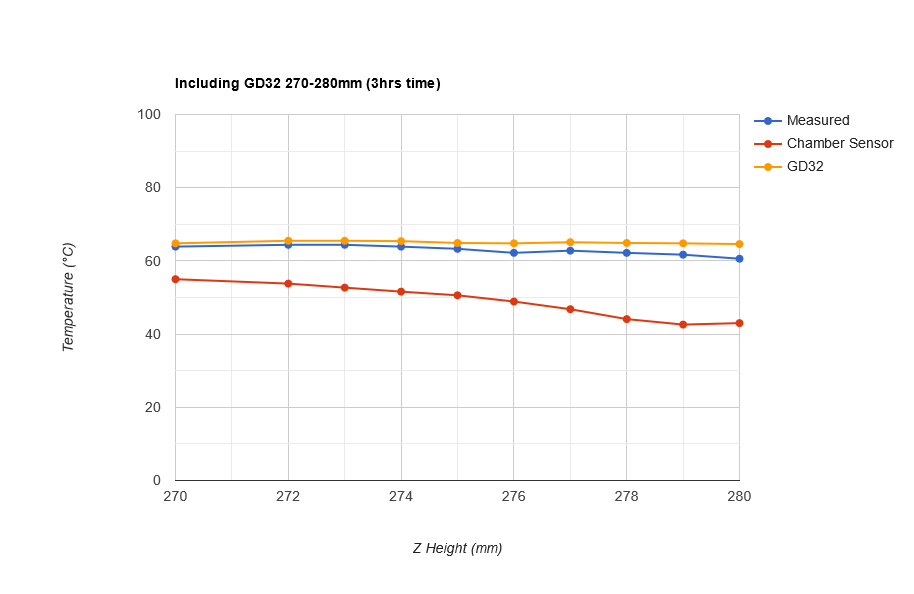 Including GD32 270-280mm (3hrs time)
Measured
Chamber Sensor
GD32
Temperature (°C)
100
80
60
40
20
0
270 272 274 276 278 280
Z Height (mm)